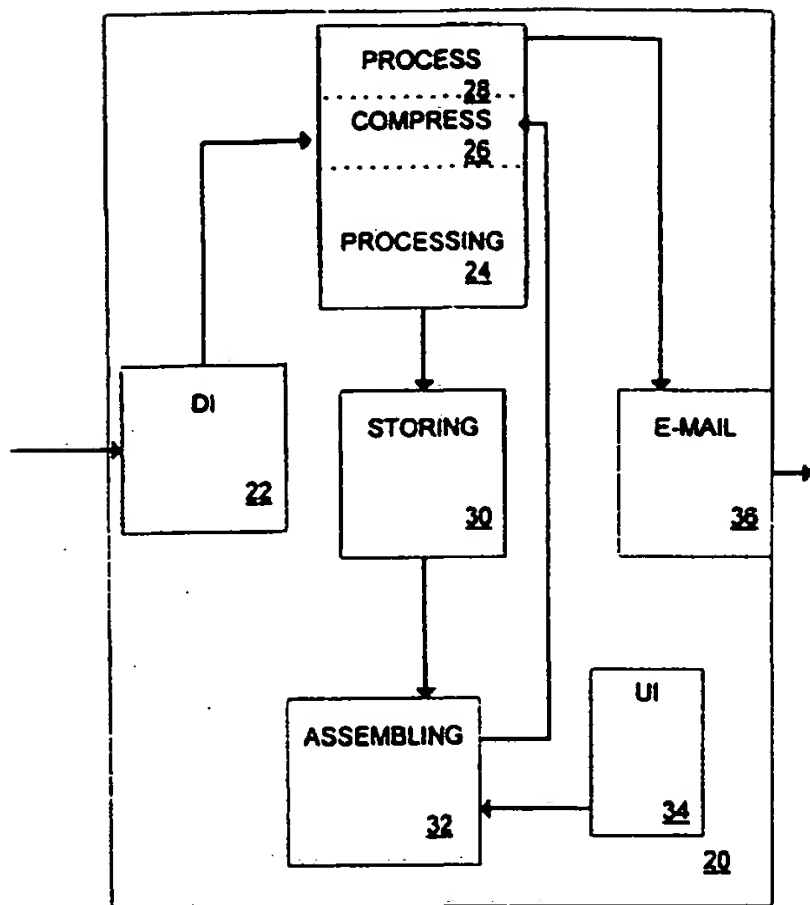 PROCESS
28
COMPRESS
26
PROCESSING
24
DI
22
STORING
30
E-MAIL
36
ASSEMBLING
32
UI
34
20